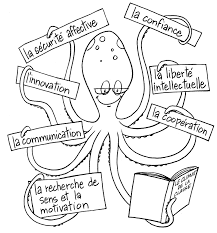 la sécurité affective
la confiance
l'innovation
la liberté
intellectuelle
la communication
la coopération
la recherche de
sens et la
motivation